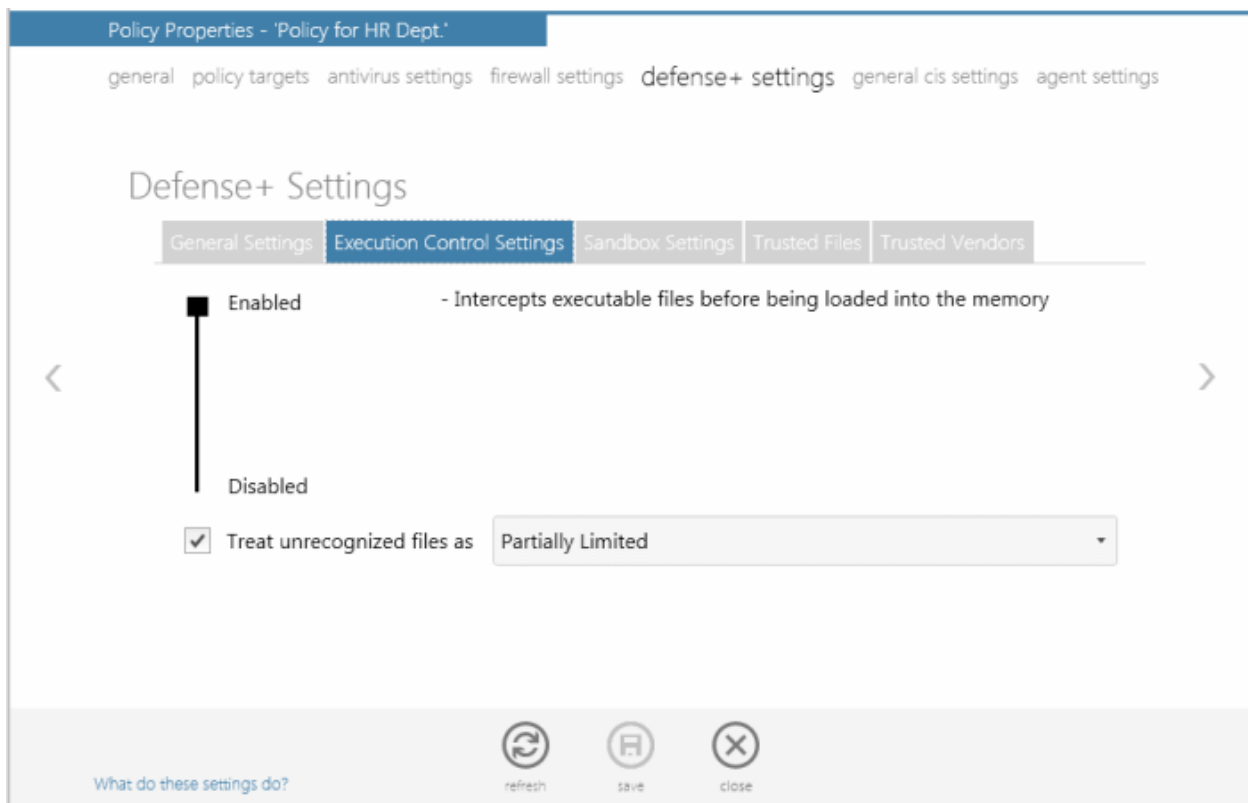 Policy Properties - 'Policy for HR Dept.'
general policy targets antivirus settings firewall settings defense+ settings general cis settings agent settings
Defense+ Settings
General Settings Execution Control Settings Sandbox Settings Trusted Files Trusted Vendors
Enabled - Intercepts executable files before being loaded into the memory
Disabled
Treat unrecognized files as Partially Limited
refresh save close
What do these settings do?